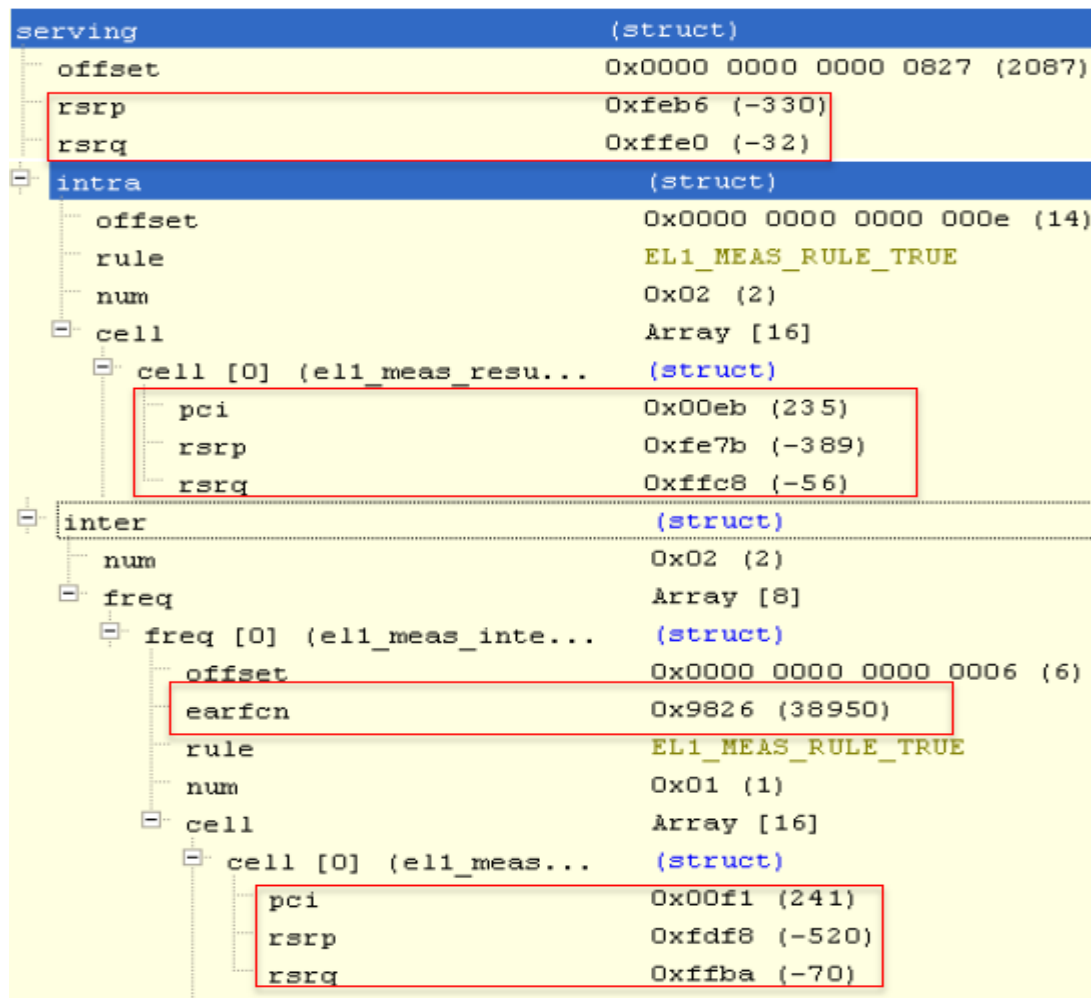 serving (struct)
offset 0x0000 0000 0000 0827 (2087)
rsrp 0xfeb6 (-330)
rsrq 0xffe0 (-32)
intra (struct)
offset 0x0000 0000 0000 000e (14)
rule EL1_MEAS_RULE_TRUE
num 0x02 (2)
cell Array [16]
cell [0] (el1_meas_resu... (struct)
pci 0x00eb (235)
rsrp 0xfe7b (-389)
rsrq 0xffc8 (-56)
inter (struct)
num 0x02 (2)
freq Array [8]
freq [0] (el1_meas_inte... (struct)
offset 0x0000 0000 0000 0006 (6)
earfcn 0x9826 (38950)
rule EL1_MEAS_RULE_TRUE
num 0x01 (1)
cell Array [16]
cell [0] (el1_meas... (struct)
pci 0x00f1 (241)
rsrp 0xfdf8 (-520)
rsrq 0xffba (-70)